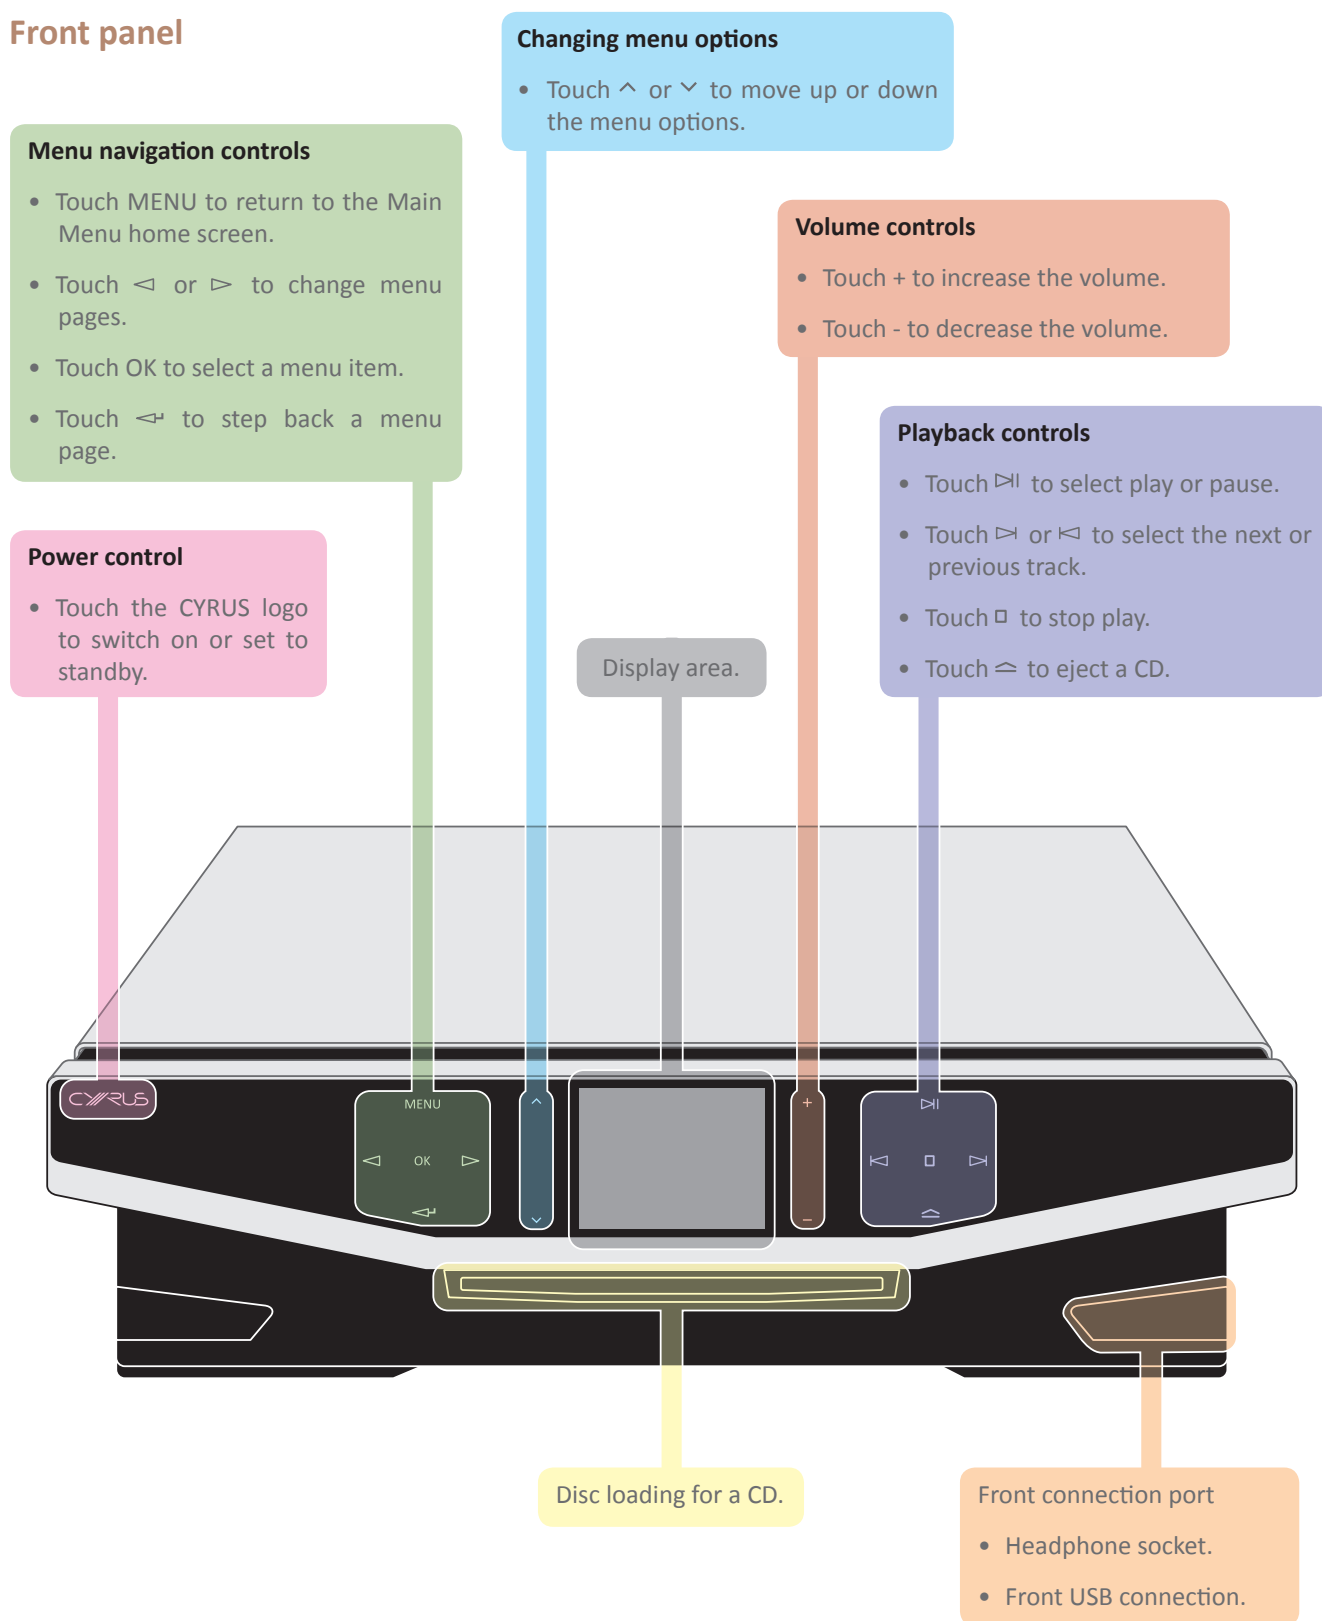 Front panel
Changing menu options
• Touch ^ or ⌄ to move up or down
the menu options.
Menu navigation controls
• Touch MENU to return to the Main
Menu home screen.
• Touch ◅ or ▻ to change menu
pages.
• Touch OK to select a menu item.
• Touch ◅┘ to step back a menu
page.
Volume controls
• Touch + to increase the volume.
• Touch - to decrease the volume.
Playback controls
• Touch ▻II to select play or pause.
• Touch ▻I or I◅ to select the next or
previous track.
• Touch □ to stop play.
• Touch ⏏ to eject a CD.
Power control
• Touch the CYRUS logo
to switch on or set to
standby.
Display area.
CYRUS
MENU
OK
+
−
Disc loading for a CD.
Front connection port
• Headphone socket.
• Front USB connection.